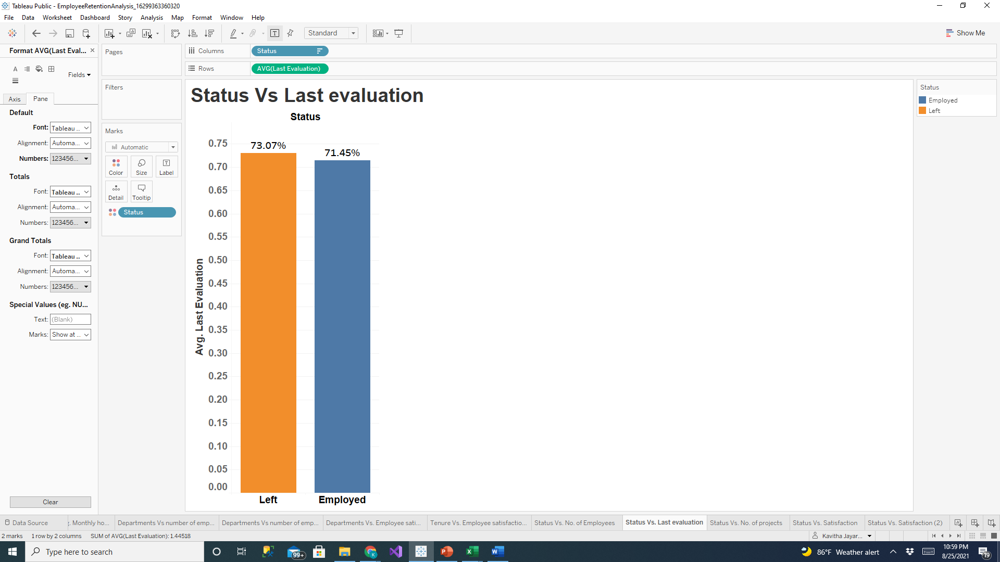 Tableau Public - EmployeeRetentionAnalysis_16299363360320
File Data Worksheet Dashboard Story Analysis Map Format Window Help
Standard
Show Me
Format AVG(Last Eval...
Fields
Axis Pane
Default
Font: Tableau ..
Alignment: Automa...
Numbers: 123456...
Totals
Font: Tableau ..
Alignment: Automa...
Numbers: 123456...
Grand Totals
Font: Tableau ..
Alignment: Automa...
Numbers: 123456...
Special Values (eg. NU...
Text: (Blank)
Marks: Show at ...
Clear
Pages
Filters
Marks
Automatic
Color Size Label
Detail Tooltip
Status
Columns Status
Rows AVG(Last Evaluation)
Status Vs Last evaluation
Status
Avg. Last Evaluation
0.75
0.70
0.65
0.60
0.55
0.50
0.45
0.40
0.35
0.30
0.25
0.20
0.15
0.10
0.05
0.00
73.07%
71.45%
Left Employed
Status
Employed
Left
Data Source
g. Monthly ho...
Departments Vs number of emp...
Departments Vs number of emp...
Departments Vs. Employee sati...
Tenure Vs. Employee satisfactio...
Status Vs. No. of Employees
Status Vs. Last evaluation
Status Vs. No. of projects
Status Vs. Satisfaction
Status Vs. Satisfaction (2)
2 marks 1 row by 2 columns SUM of AVG(Last Evaluation): 1.44518
Kavitha Jayar...
Type here to search
99+
K
86°F Weather alert
10:59 PM
8/25/2021
19